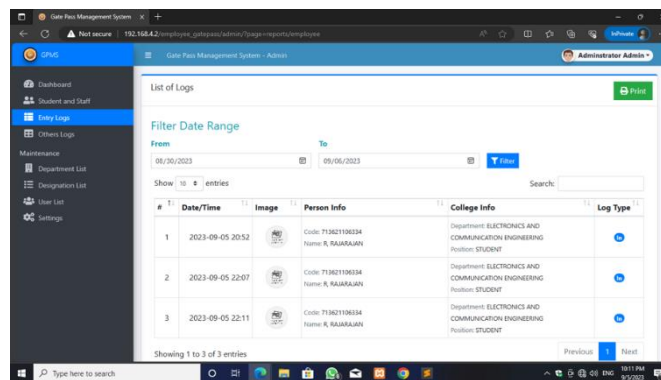 Gate Pass Management System
Not secure 192.168.4.2/employee_gatepass/admin/?page=reports/employee
InPrivate
GPMS
Gate Pass Management System - Admin
Adminstrator Admin
Dashboard
Student and Staff
Entry Logs
Others Logs
Maintenance
Department List
Designation List
User List
Settings
List of Logs
Print
Filter Date Range
From To
08/30/2023 09/06/2023 Filter
Show 10 entries Search:
# Date/Time Image Person Info College Info Log Type
1 2023-09-05 20:52 Code: 713621106334 Name: R, RAJARAJAN Department: ELECTRONICS AND COMMUNICATION ENGINEERING Position: STUDENT In
2 2023-09-05 22:07 Code: 713621106334 Name: R, RAJARAJAN Department: ELECTRONICS AND COMMUNICATION ENGINEERING Position: STUDENT In
3 2023-09-05 22:11 Code: 713621106334 Name: R, RAJARAJAN Department: ELECTRONICS AND COMMUNICATION ENGINEERING Position: STUDENT In
Showing 1 to 3 of 3 entries
Previous 1 Next
Type here to search
ENG
10:11 PM
9/5/2023